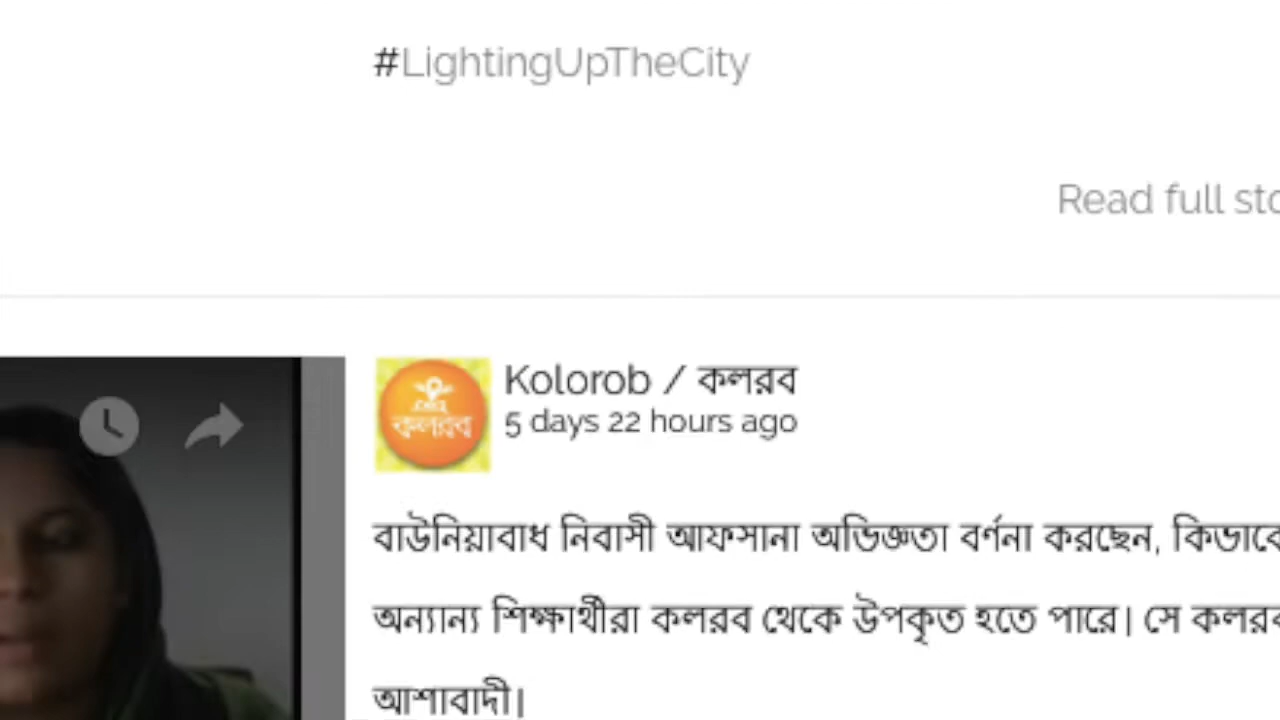 #LightingUpTheCity
Read full sto
Kolorob / কলরব
কলরব
5 days 22 hours ago
বাউনিয়াবাধ নিবাসী আফসানা অভিজ্ঞতা বর্ণনা করছেন, কিভাবে
অন্যান্য শিক্ষার্থীরা কলরব থেকে উপকৃত হতে পারে। সে কলরব
আশাবাদী।